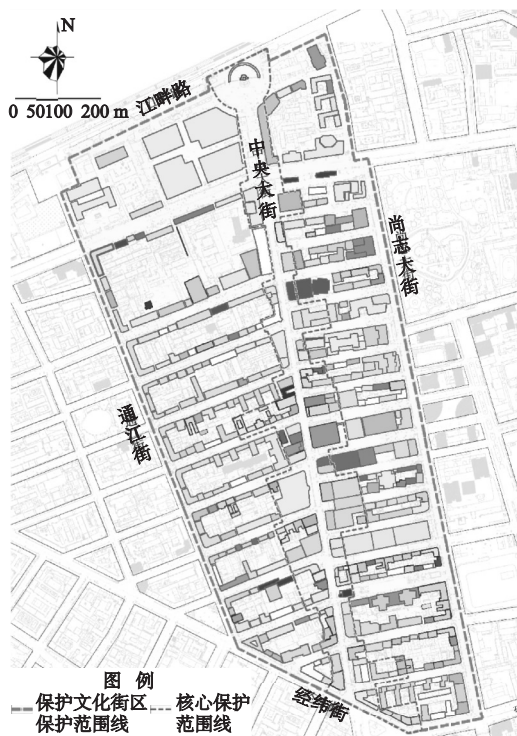 N
0 50100 200 m
江畔路
中央大街
尚志大街
通江街
经纬街
图 例
保护文化街区
保护范围线
核心保护
范围线